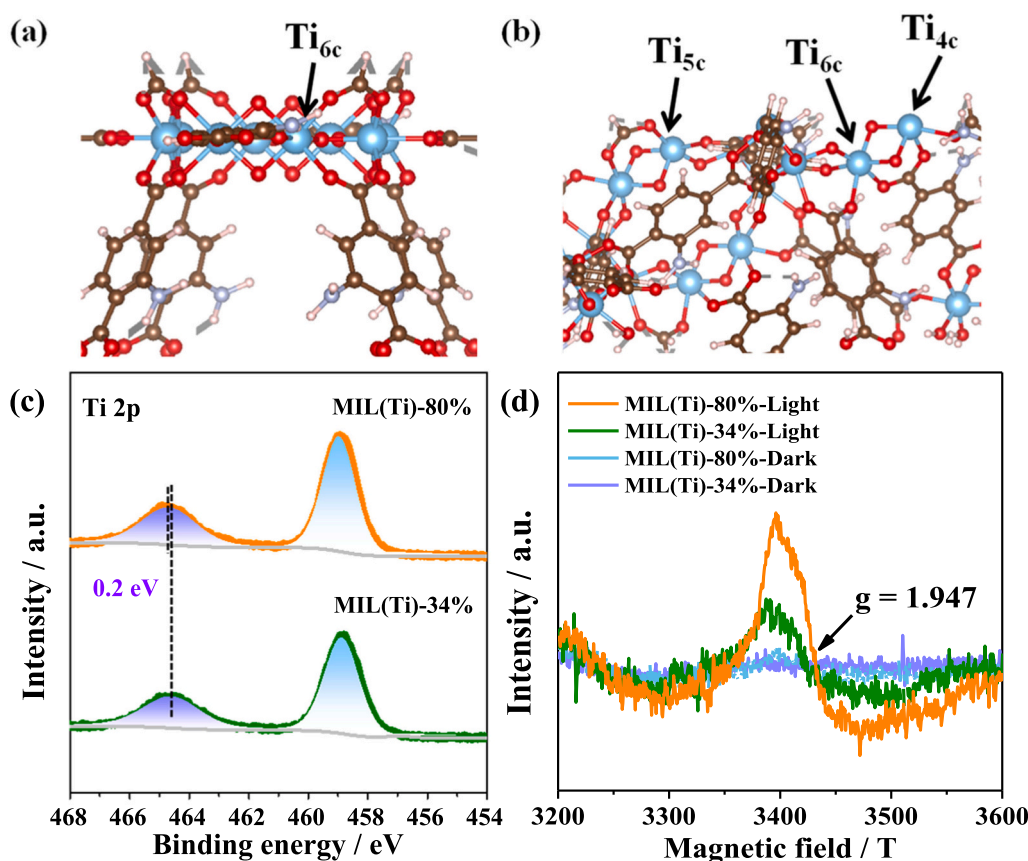 (a)
Ti6c
(b)
Ti5c
Ti6c
Ti4c
(c)
Ti 2p
MIL(Ti)-80%
0.2 eV
MIL(Ti)-34%
Intensity / a.u.
468 466 464 462 460 458 456 454
Binding energy / eV
(d)
MIL(Ti)-80%-Light
MIL(Ti)-34%-Light
MIL(Ti)-80%-Dark
MIL(Ti)-34%-Dark
g = 1.947
Intensity / a.u.
3200 3300 3400 3500 3600
Magnetic field / T